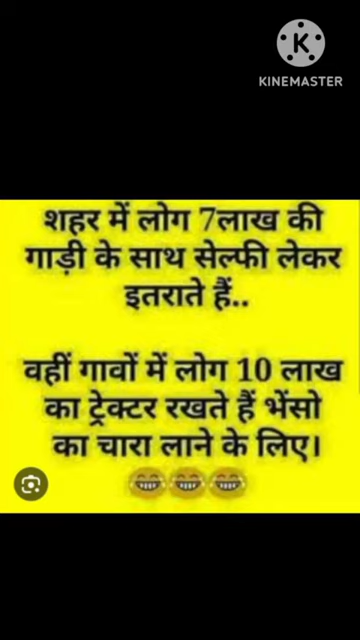 KINEMASTER
शहर में लोग 7लाख की
गाड़ी के साथ सेल्फी लेकर
इतराते हैं..
वहीं गावों में लोग 10 लाख
का ट्रेक्टर रखते हैं भेंसो
का चारा लाने के लिए।
😂😂😂